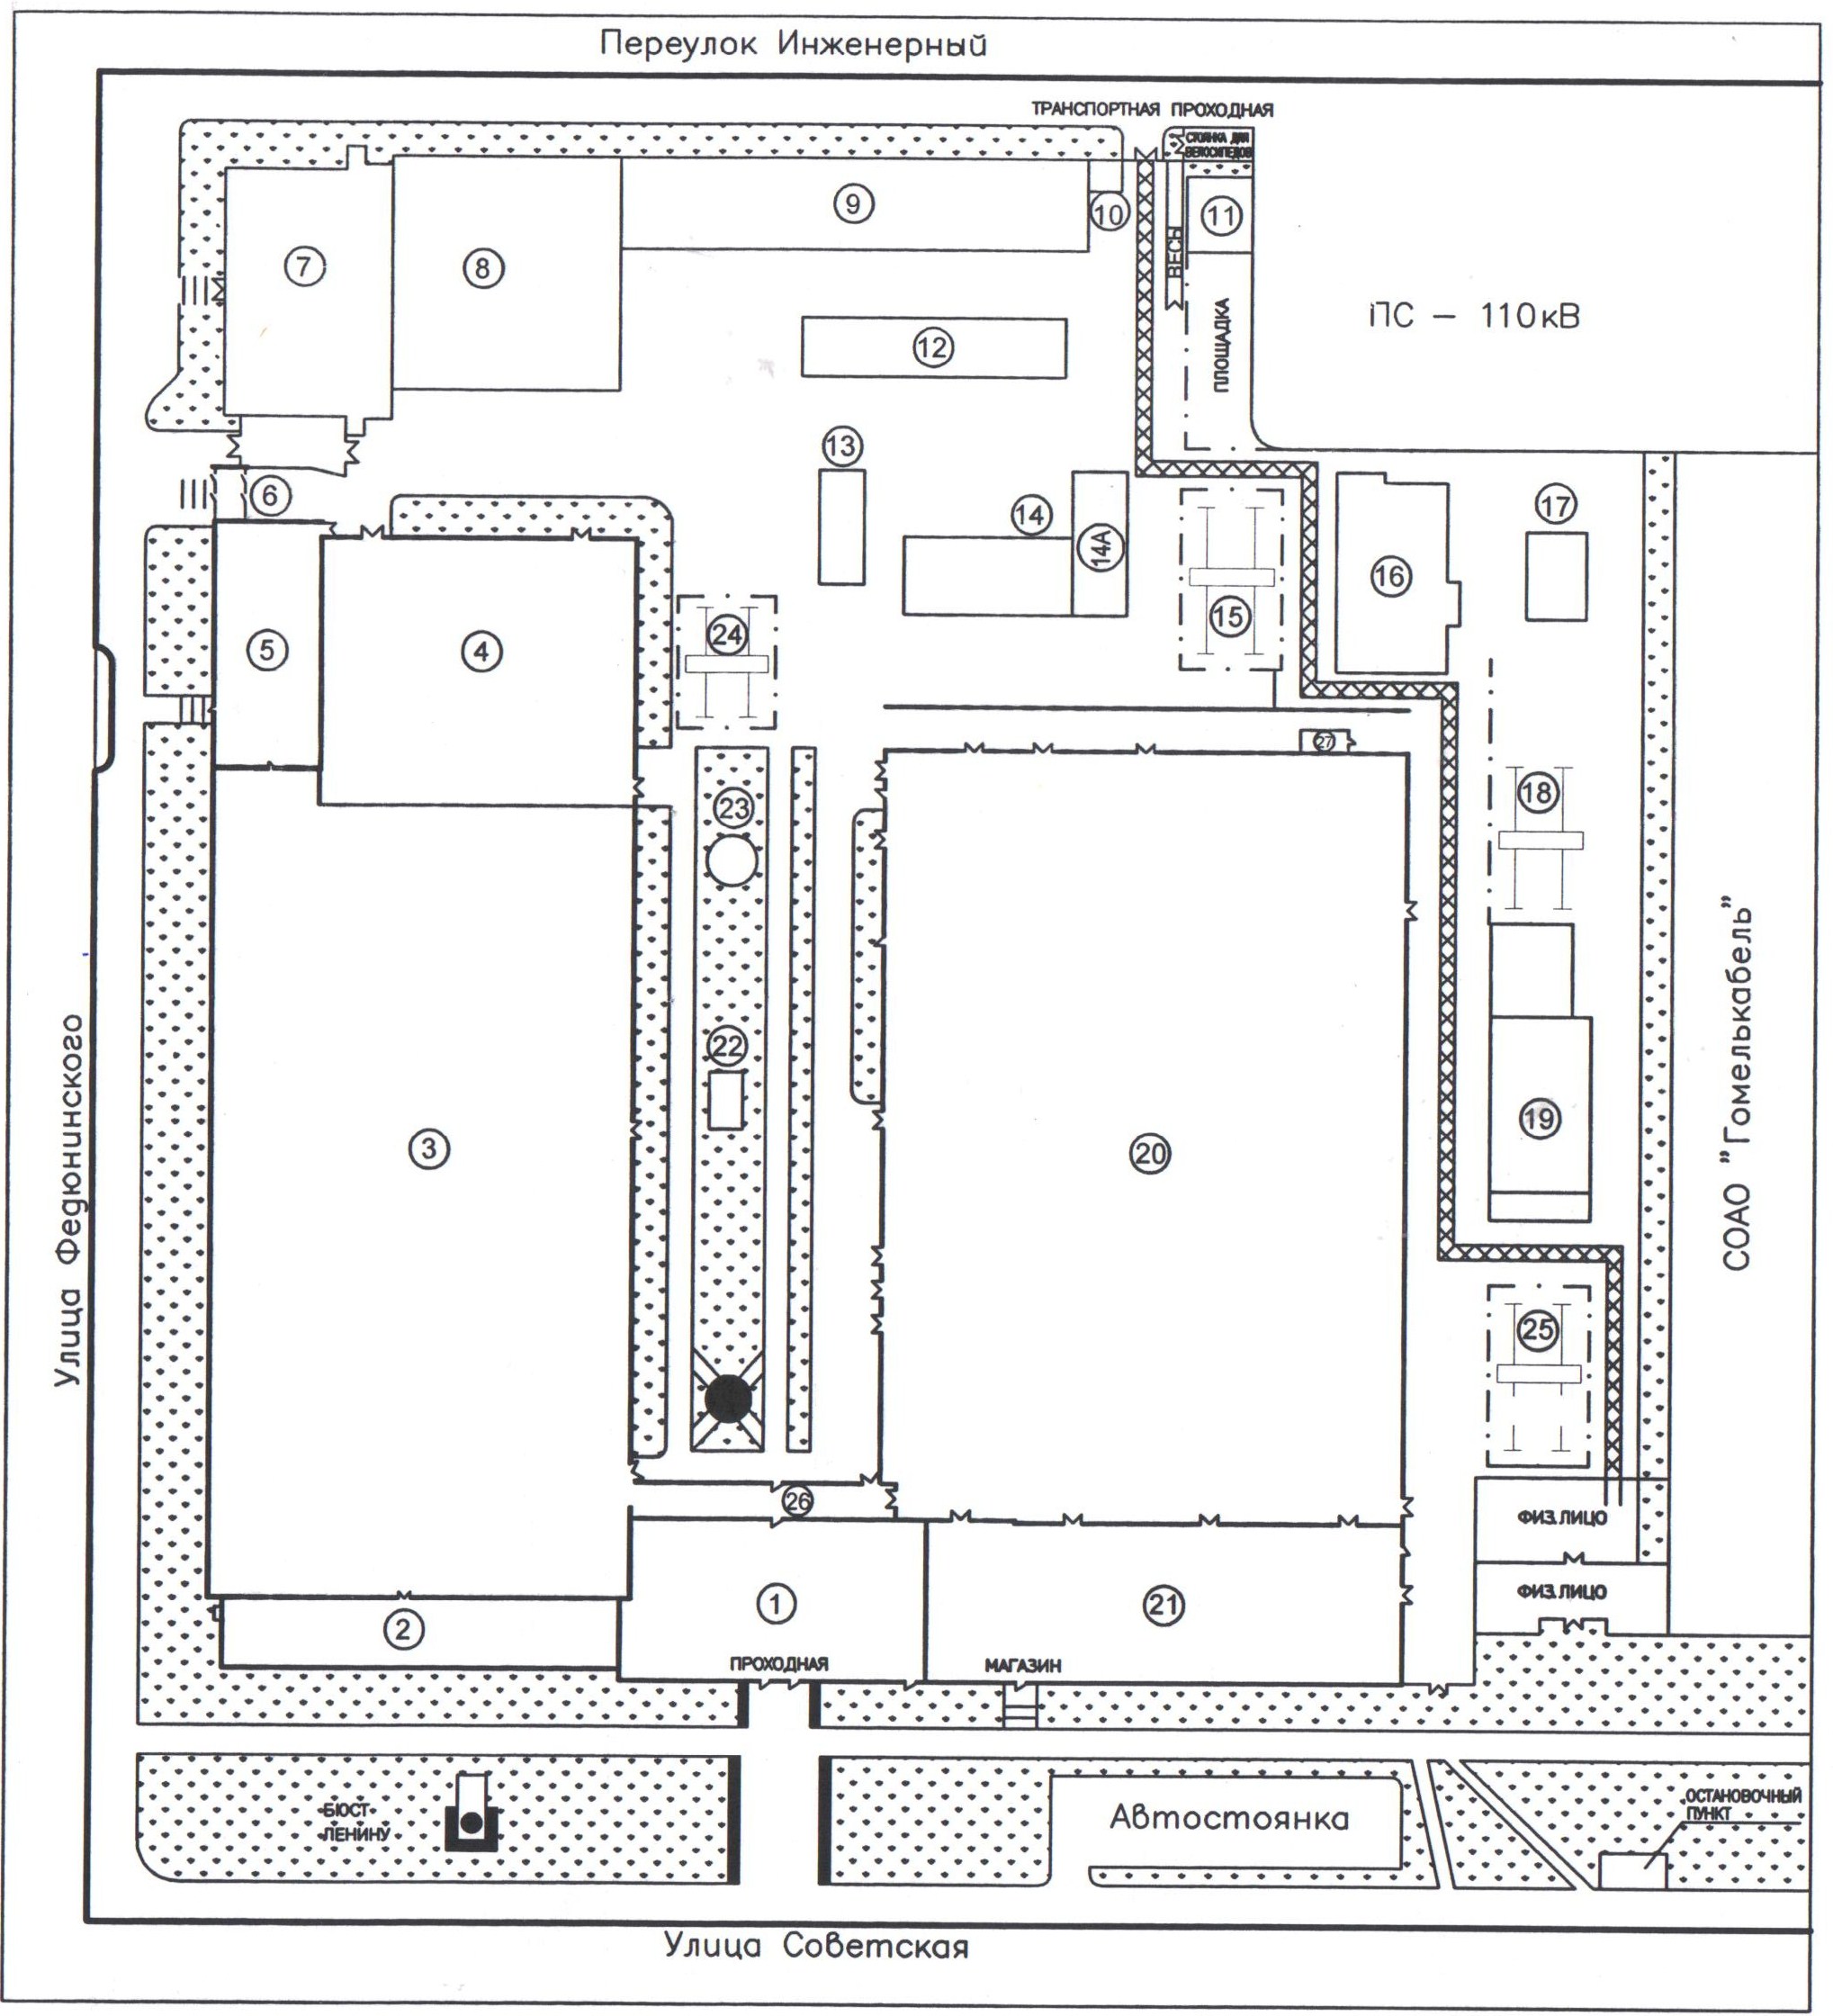 Переулок Инженерный
ТРАНСПОРТНАЯ ПРОХОДНАЯ
СТОЯНКА ДЛЯ
ВЕЛОСИПЕДОВ
9
10
11
7
8
ВЕСЫ
ПС – 110кВ
12
ПЛОЩАДКА
13
6
14
17
14А
16
15
24
5
4
27
18
23
22
Улица Федюнинского
СОАО "Гомелькабель"
19
3
20
25
26
ФИЗ.ЛИЦО
ФИЗ.ЛИЦО
1
21
2
ПРОХОДНАЯ
МАГАЗИН
ОСТАНОВОЧНЫЙ
ПУНКТ
БЮСТ
ЛЕНИНУ
Автостоянка
Улица Советская